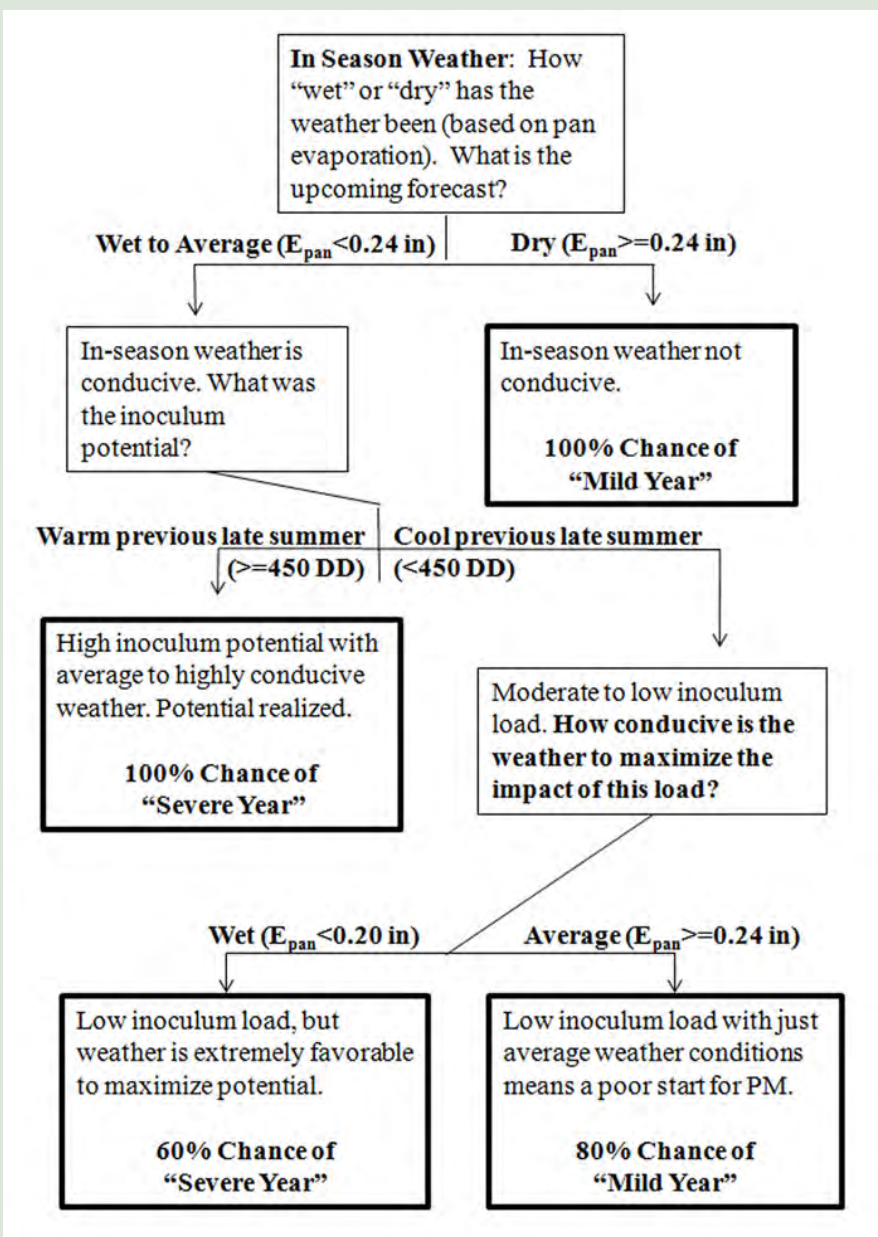 In Season Weather: How
“wet” or “dry” has the
weather been (based on pan
evaporation). What is the
upcoming forecast?
Wet to Average (Epan<0.24 in)
Dry (Epan>=0.24 in)
In-season weather is
conducive. What was
the inoculum
potential?
In-season weather not
conducive.
100% Chance of
“Mild Year”
Warm previous late summer
(>=450 DD)
Cool previous late summer
(<450 DD)
High inoculum potential with
average to highly conducive
weather. Potential realized.
100% Chance of
“Severe Year”
Moderate to low inoculum
load. How conducive is the
weather to maximize the
impact of this load?
Wet (Epan<0.20 in)
Average (Epan>=0.24 in)
Low inoculum load, but
weather is extremely favorable
to maximize potential.
60% Chance of
“Severe Year”
Low inoculum load with just
average weather conditions
means a poor start for PM.
80% Chance of
“Mild Year”